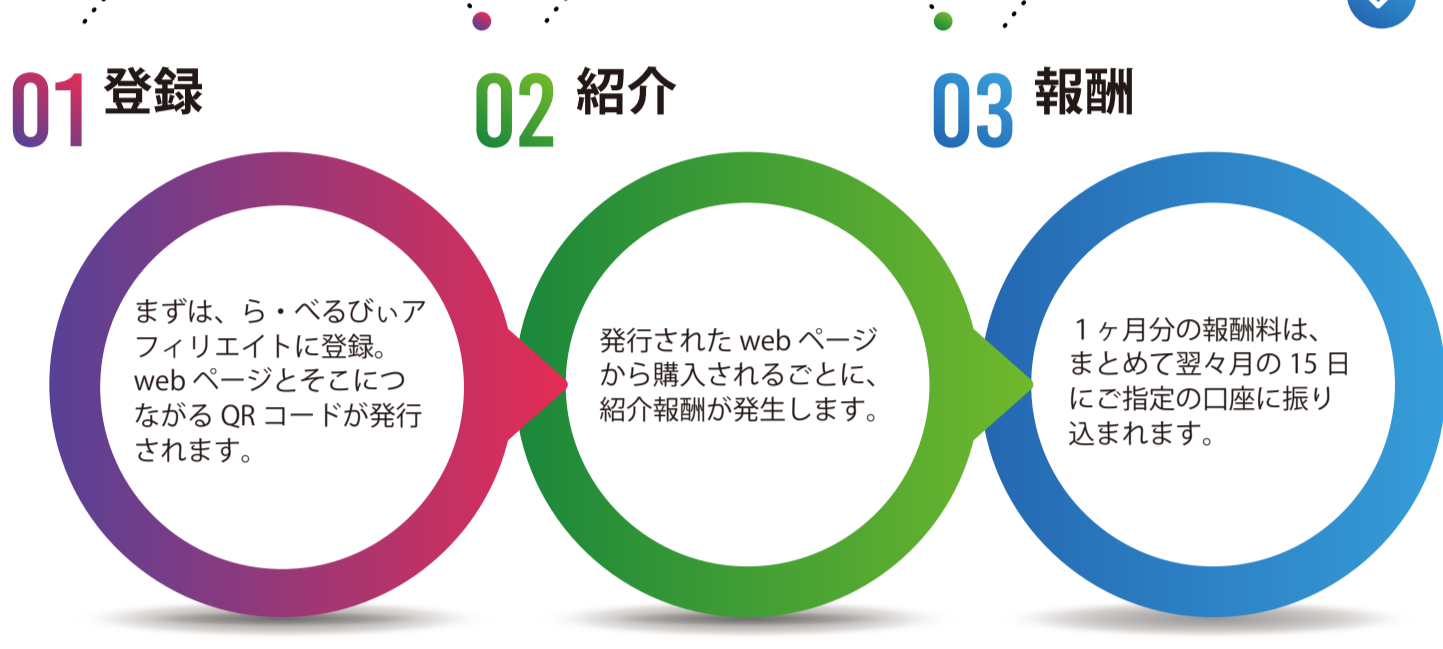 01 登録
02 紹介
03 報酬
まずは、ら・べるびぃア
フィリエイトに登録。
web ページとそこにつ
ながる QR コードが発行
されます。
発行された web ページ
から購入されるごとに、
紹介報酬が発生します。
1 ヶ月分の報酬料は、
まとめて翌々月の 15 日
にご指定の口座に振り
込まれます。